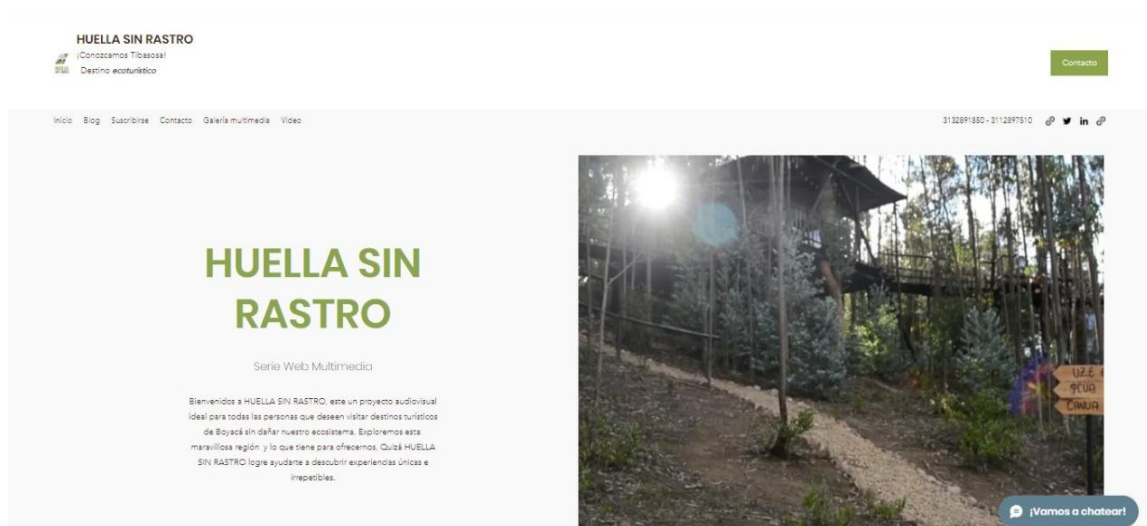 HUELLA SIN RASTRO
¡Conozcamos Tibasosa!
Destino ecoturístico
Contacto
Inicio Blog Suscribirse Contacto Galería multimedia Video
3132891850 - 3112897510
HUELLA SIN
RASTRO
Serie Web Multimedia
Bienvenidos a HUELLA SIN RASTRO, este un proyecto audiovisual
ideal para todas las personas que deseen visitar destinos turísticos
de Boyacá sin dañar nuestro ecosistema. Exploremos esta
maravillosa región y lo que tiene para ofrecernos, Quizá HUELLA
SIN RASTRO logre ayudarte a descubrir experiencias únicas e
irrepetibles.
UZE
CANUA
¡Vamos a chatear!